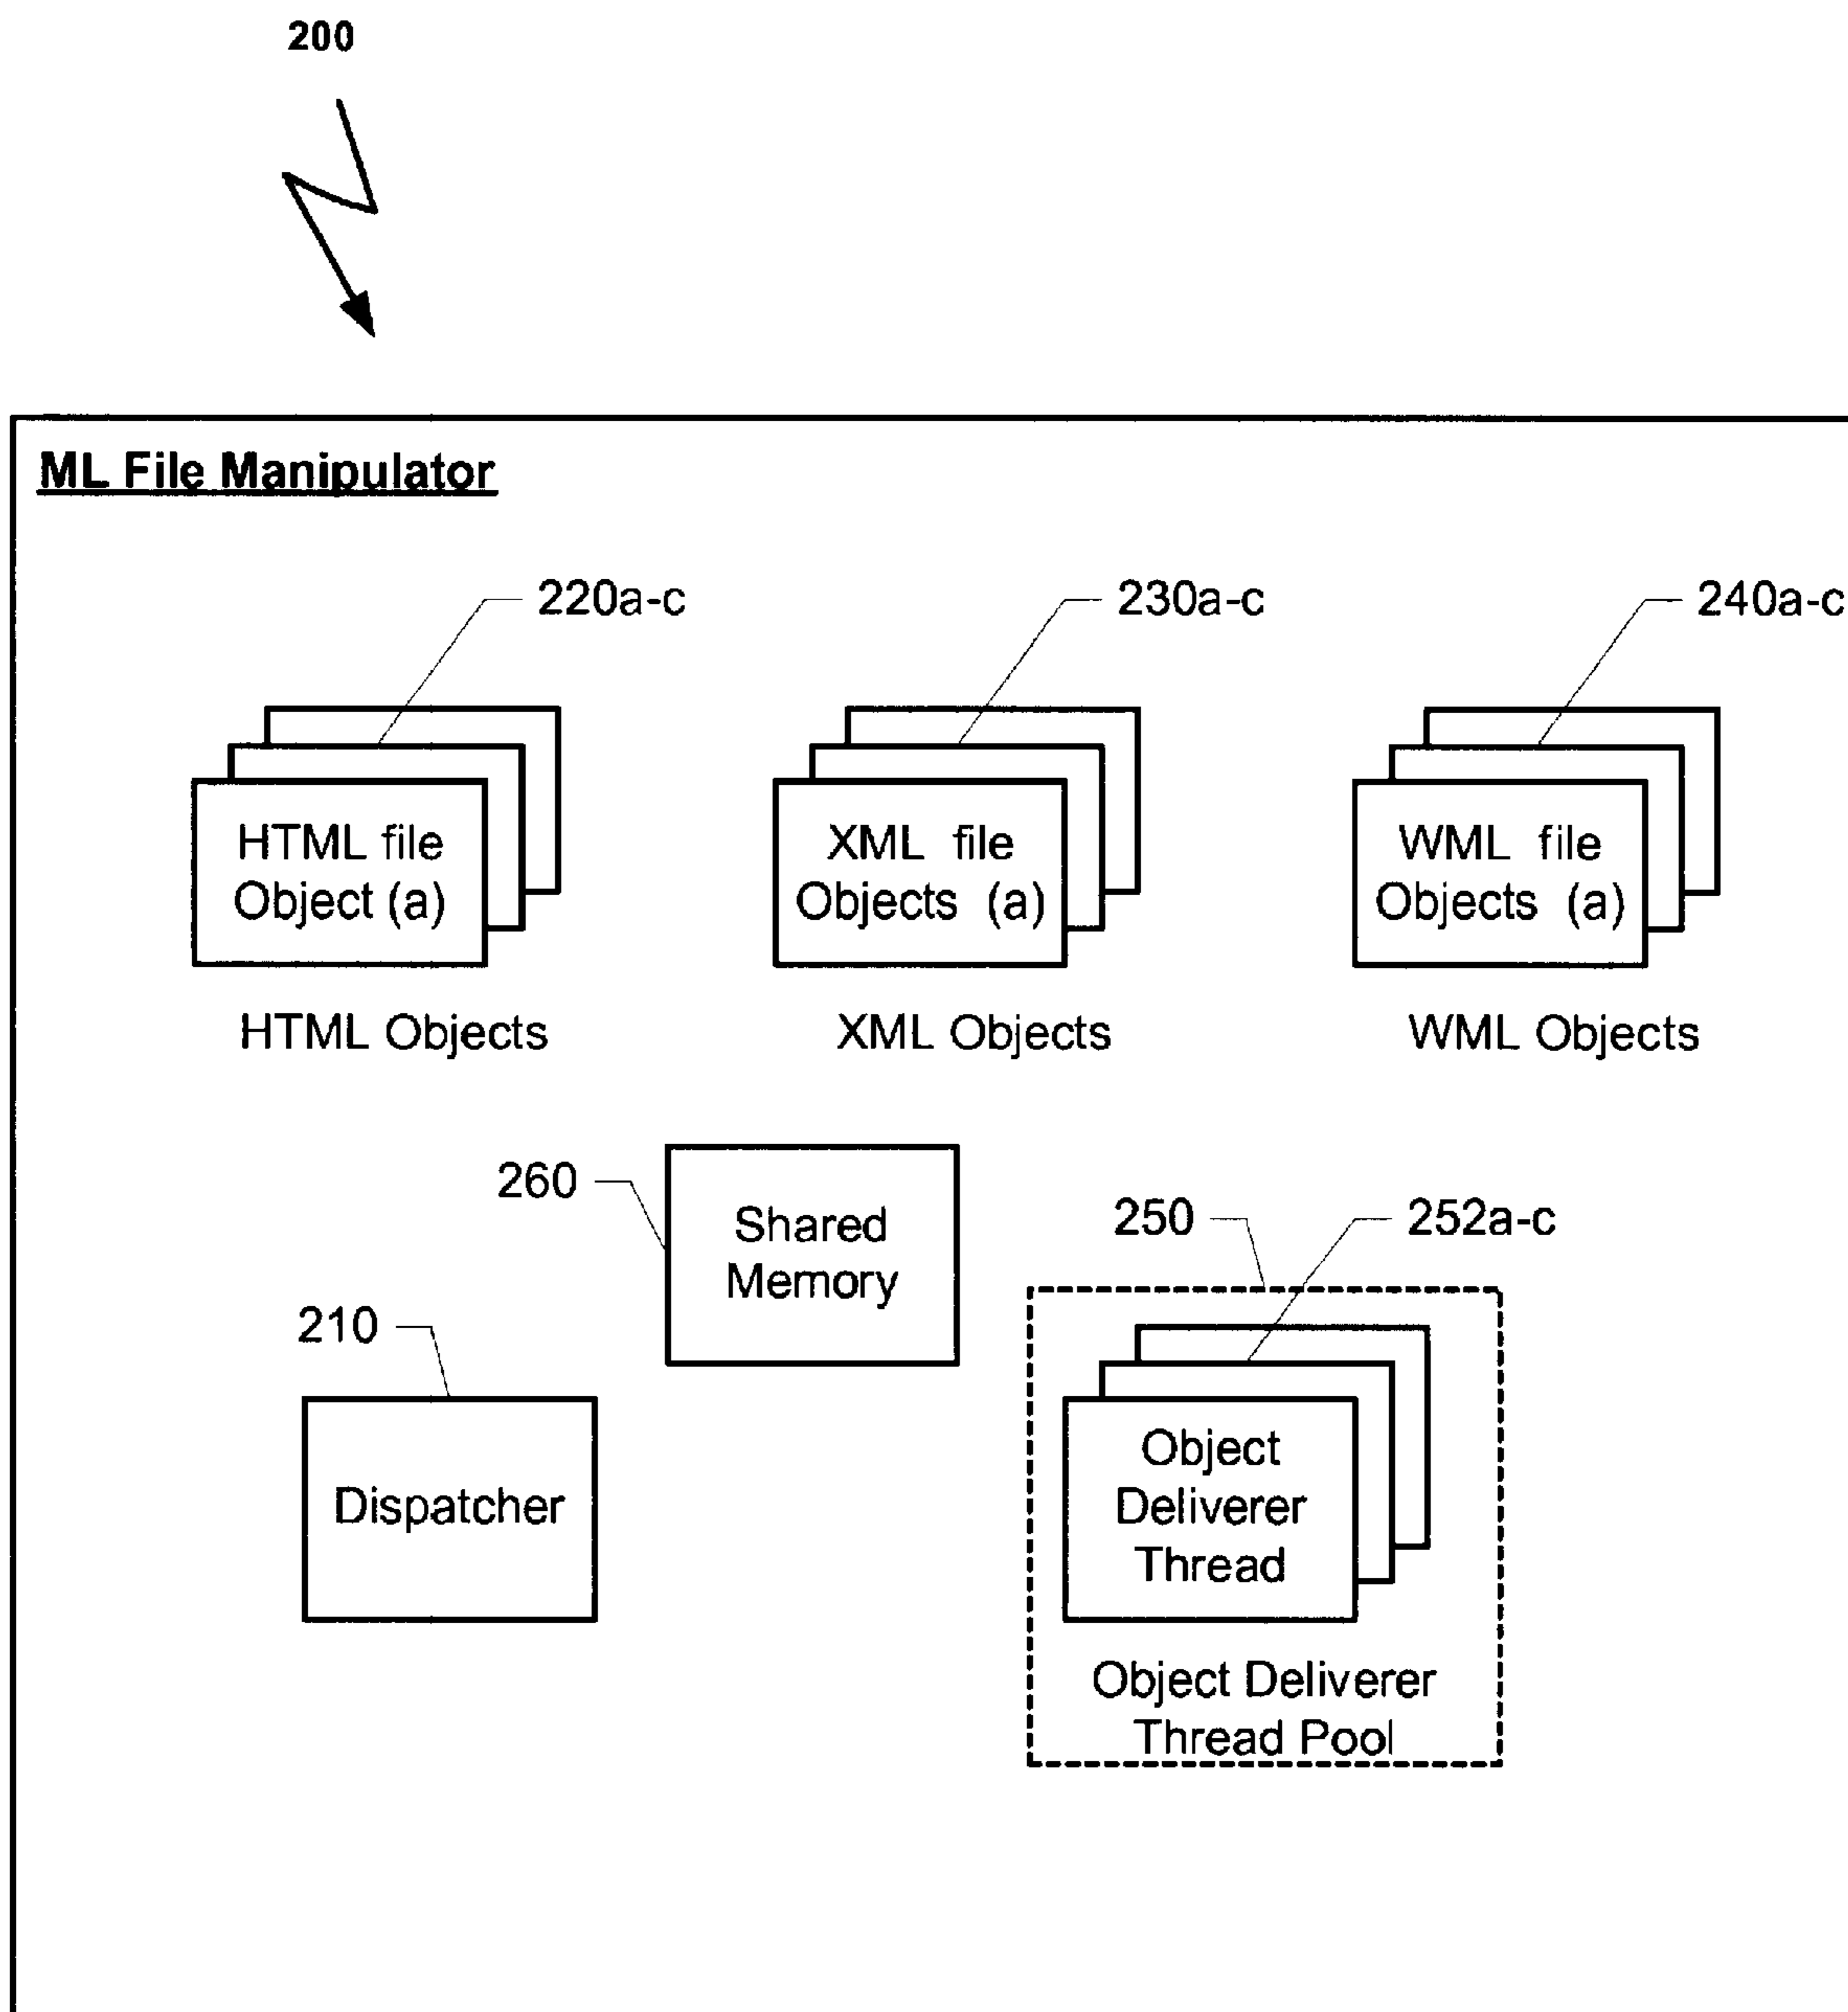 200
ML File Manipulator
220a-c
230a-c
240a-c
HTML file
Object (a)
XML file
Objects (a)
WML file
Objects (a)
HTML Objects
XML Objects
WML Objects
260
Shared
Memory
250
252a-c
210
Dispatcher
Object
Deliverer
Thread
Object Deliverer
Thread Pool